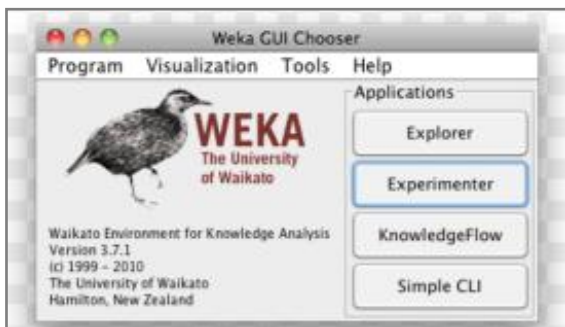 Weka GUI Chooser
Program Visualization Tools Help
WEKA
The University
of Waikato
Waikato Environment for Knowledge Analysis
Version 3.7.1
(c) 1999 - 2010
The University of Waikato
Hamilton, New Zealand
Applications
Explorer
Experimenter
KnowledgeFlow
Simple CLI